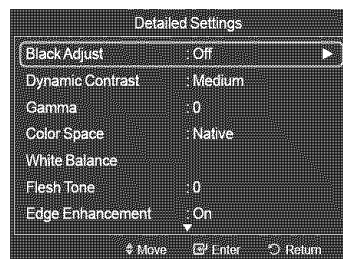 Detailed Settings
Black Adjust : Off
Dynamic Contrast : Medium
Gamma : 0
Color Space : Native
White Balance
Flesh Tone : 0
Edge Enhancement : On
Move Enter Return